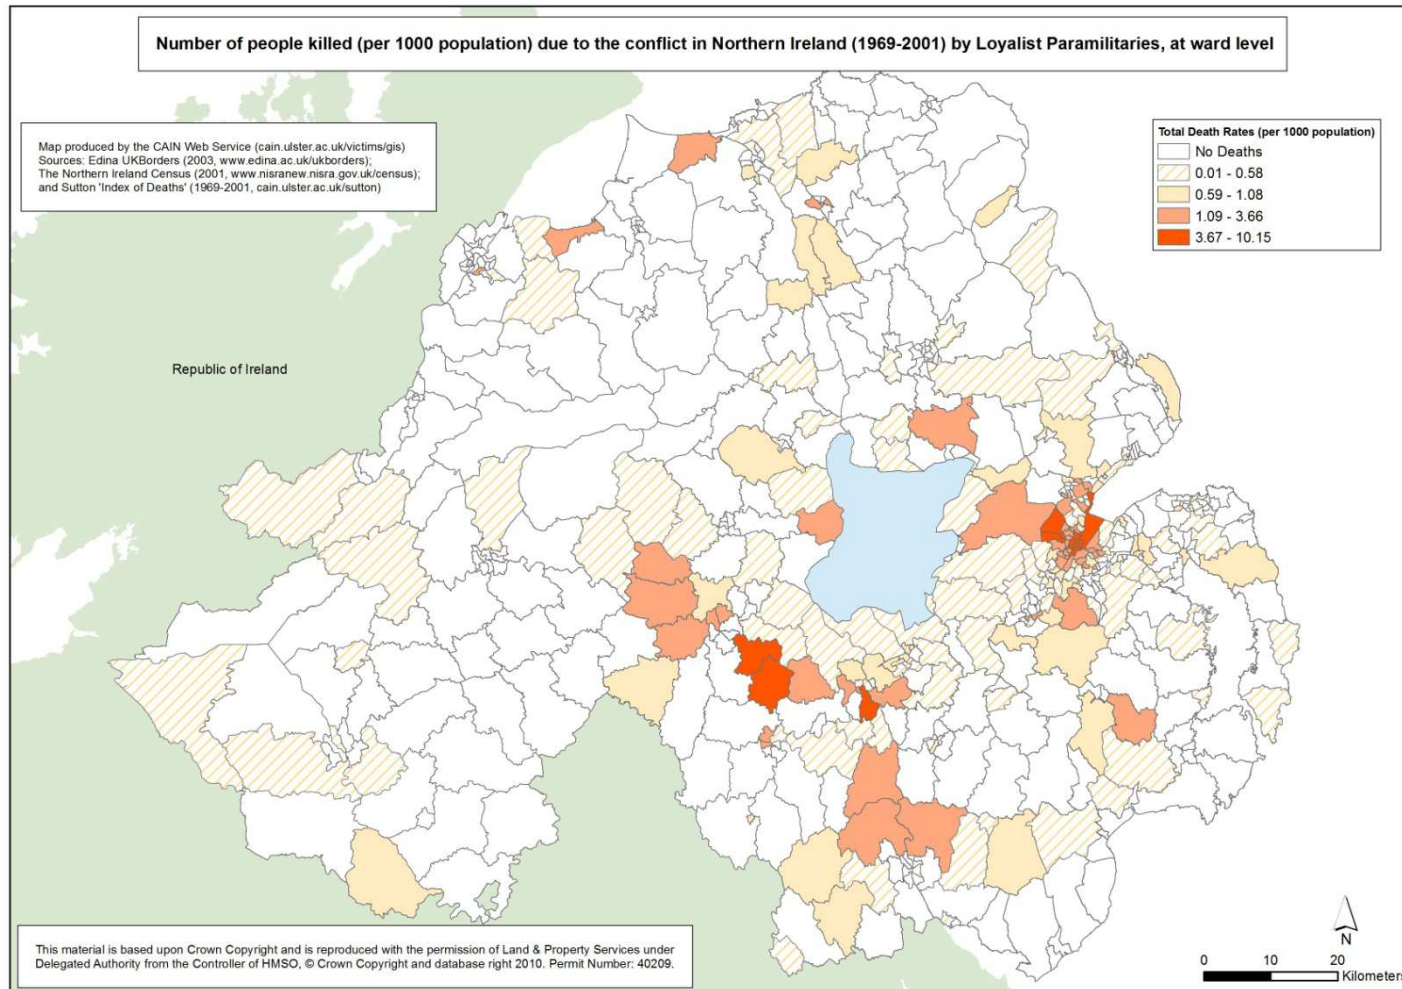 Number of people killed (per 1000 population) due to the conflict in Northern Ireland (1969-2001) by Loyalist Paramilitaries, at ward level
Map produced by the CAIN Web Service (cain.ulster.ac.uk/victims/gis)
Sources: Edina UKBorders (2003, www.edina.ac.uk/ukborders);
The Northern Ireland Census (2001, www.nisranew.nisra.gov.uk/census);
and Sutton 'Index of Deaths' (1969-2001, cain.ulster.ac.uk/sutton)
Total Death Rates (per 1000 population)
No Deaths
0.01 - 0.58
0.59 - 1.08
1.09 - 3.66
3.67 - 10.15
Republic of Ireland
This material is based upon Crown Copyright and is reproduced with the permission of Land & Property Services under
Delegated Authority from the Controller of HMSO, © Crown Copyright and database right 2010. Permit Number: 40209.
N
0 10 20
Kilometers